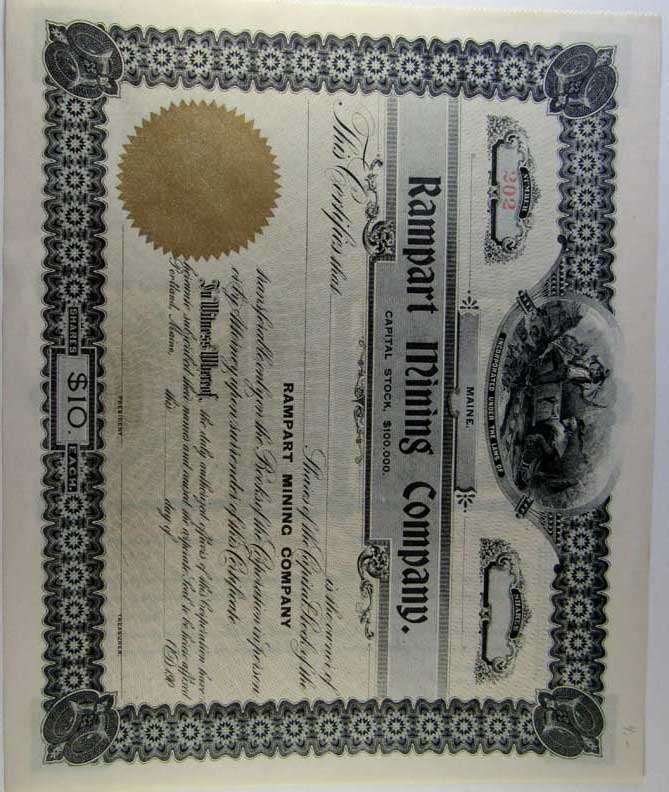 NUMBER
202
INCORPORATED UNDER THE LAWS OF
SHARES
MAINE.
Rampart Mining Company.
CAPITAL STOCK, $100,000.
This Certifies that
is the owner of
Shares of the Capital Stock of the
RAMPART MINING COMPANY
transferable only on the Books of the Corporation in person
or by Attorney upon surrender of this Certificate
In Witness Whereof, the duly authorized officers of this Corporation have
hereunto subscribed their names and caused the corporate Seal to be hereto affixed
Portland, Maine, this day of 190
PRESIDENT.
TREASURER.
SHARES $10. EACH.